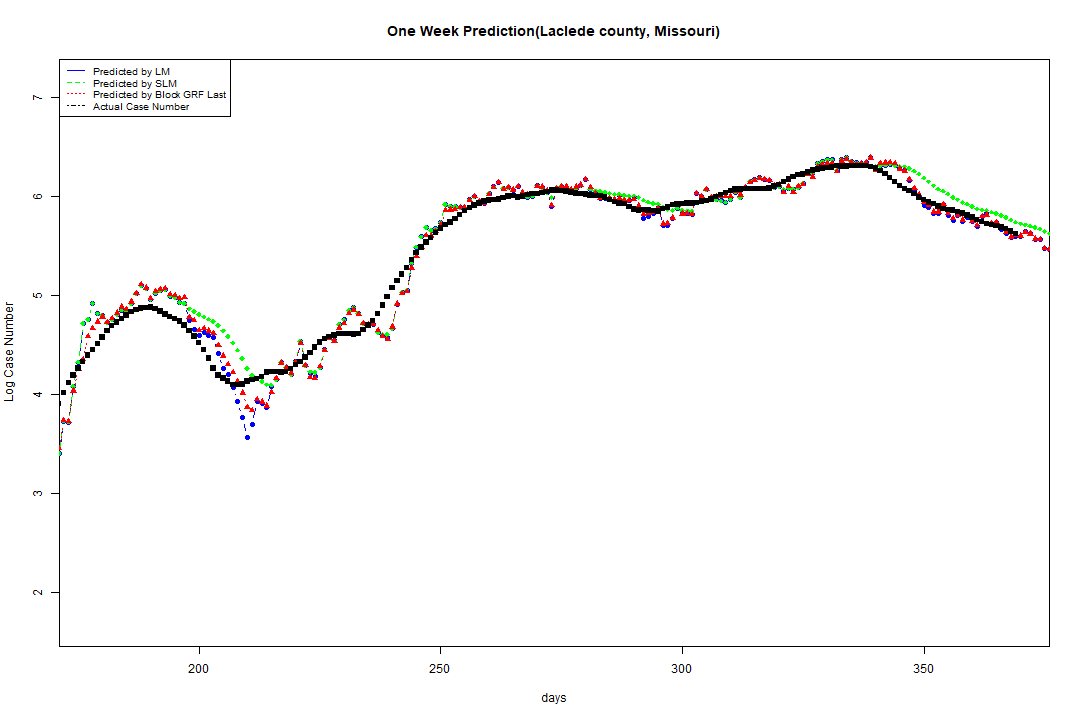 One Week Prediction(Laclede county, Missouri)
Predicted by LM
Predicted by SLM
Predicted by Block GRF Last
Actual Case Number
7
6
5
4
3
2
Log Case Number
200 250 300 350
days